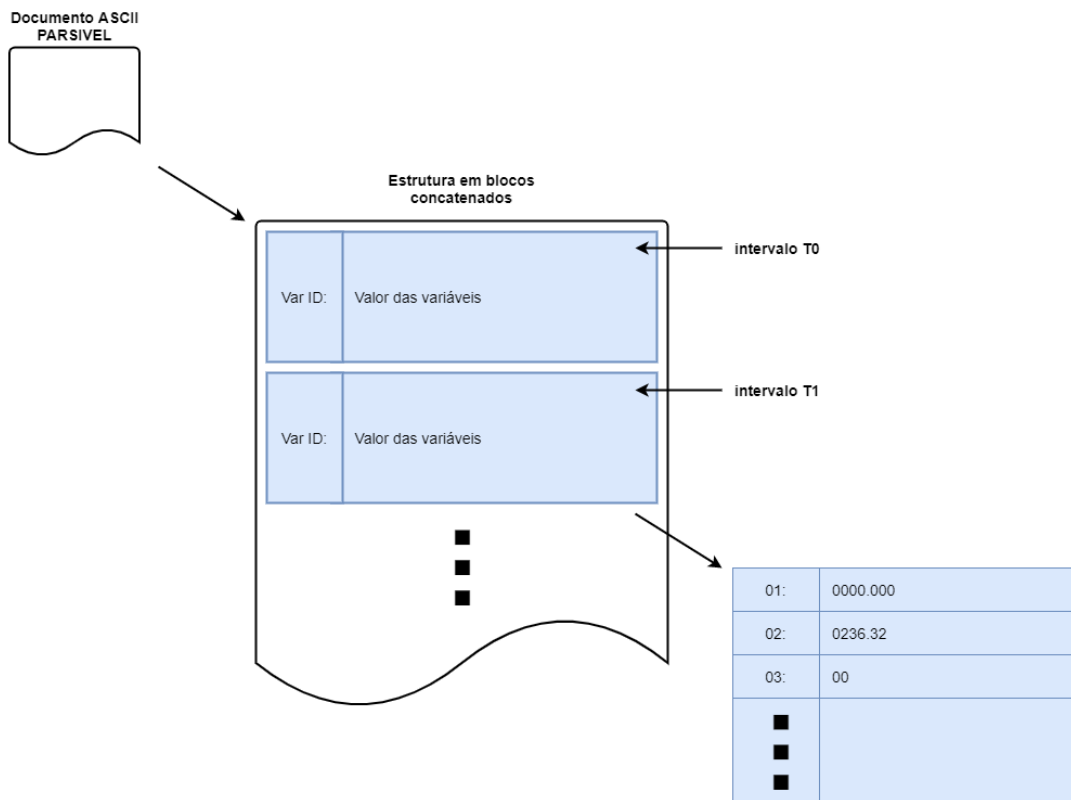 Documento ASCII
PARSIVEL
Estrutura em blocos
concatenados
intervalo T0
Var ID:
Valor das variáveis
intervalo T1
Var ID:
Valor das variáveis
01:
0000.000
02:
0236.32
03:
00